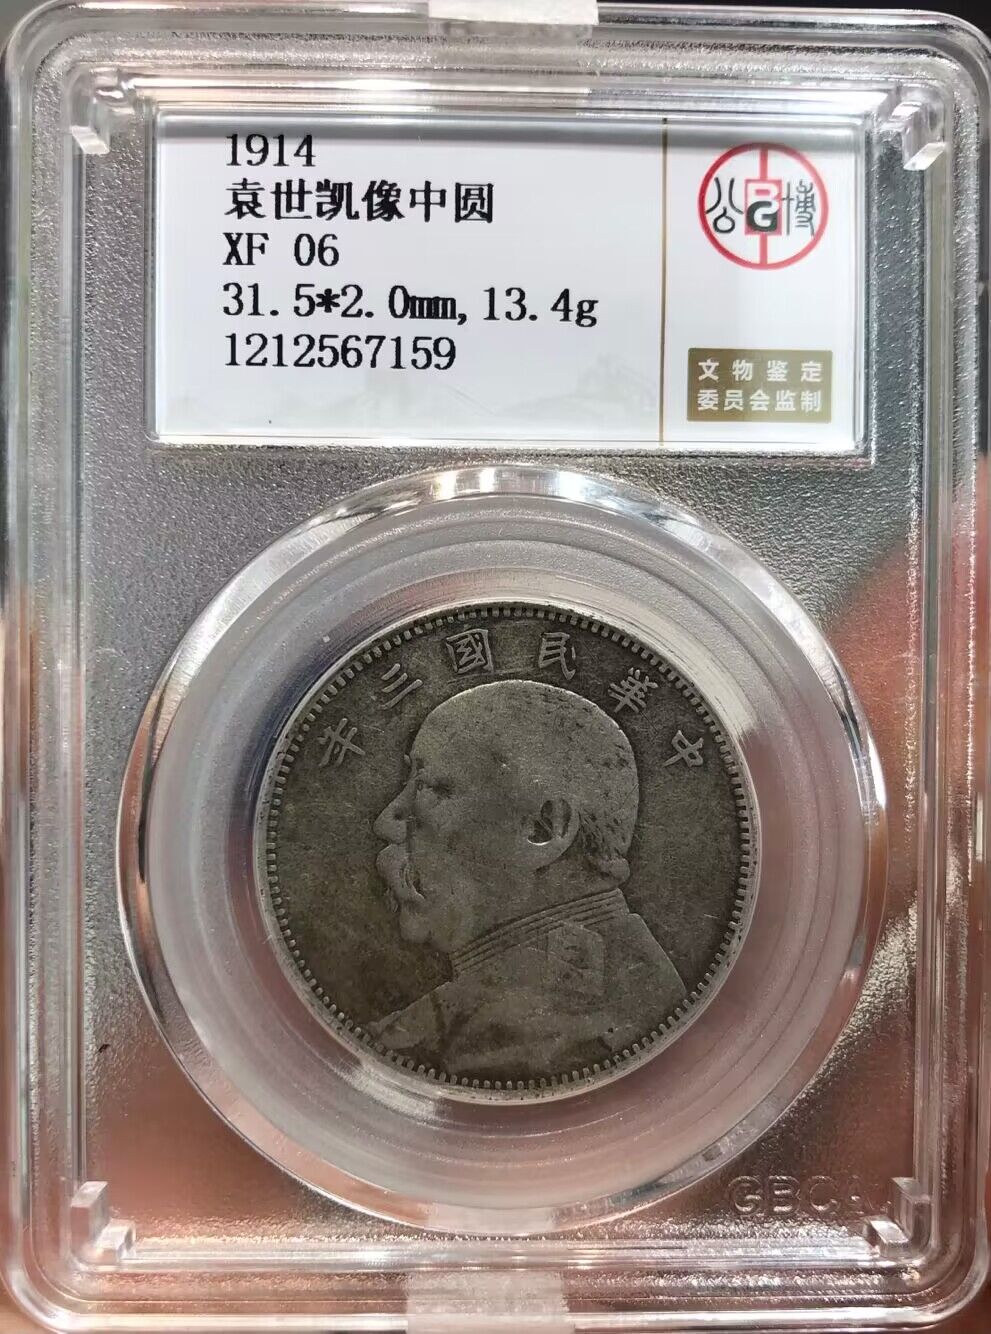 1914
袁世凯像中圆
XF 06
31.5*2.0mm, 13.4g
1212567159
公 BG 博
文物鉴定
委员会监制
中華民國三年
GBCA